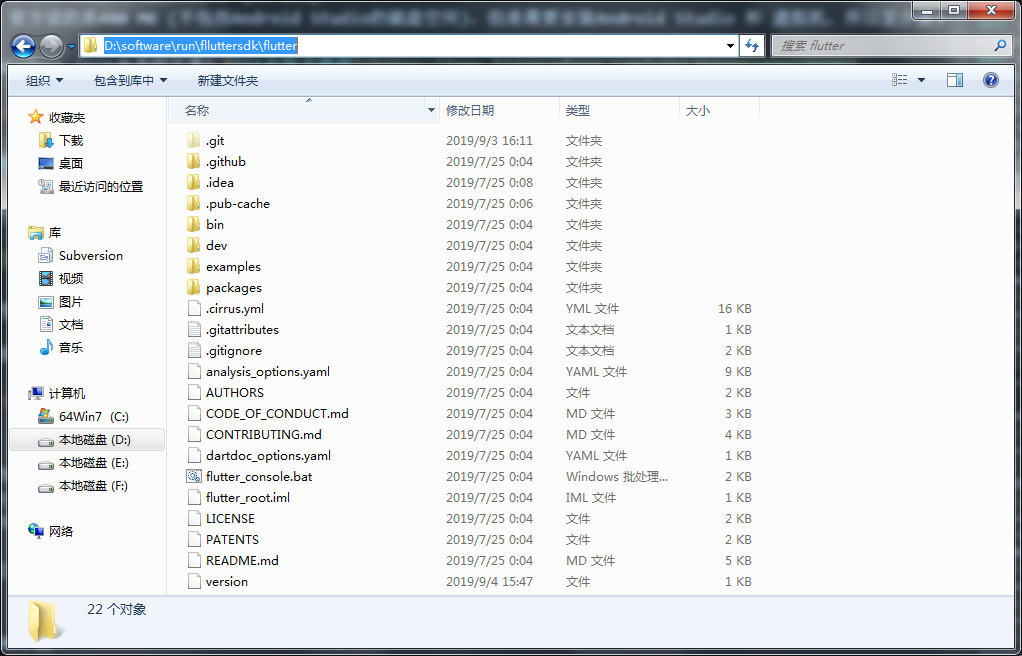 D:\software\run\flluttersdk\flutter
搜索 flutter
组织
包含到库中
新建文件夹
名称
修改日期
类型
大小
收藏夹
下载
桌面
最近访问的位置
库
Subversion
视频
图片
文档
音乐
计算机
64Win7 (C:)
本地磁盘 (D:)
本地磁盘 (E:)
本地磁盘 (F:)
网络
.git 2019/9/3 16:11 文件夹
.github 2019/7/25 0:04 文件夹
.idea 2019/7/25 0:08 文件夹
.pub-cache 2019/7/25 0:06 文件夹
bin 2019/7/25 0:04 文件夹
dev 2019/7/25 0:04 文件夹
examples 2019/7/25 0:04 文件夹
packages 2019/7/25 0:04 文件夹
.cirrus.yml 2019/7/25 0:04 YML 文件 16 KB
.gitattributes 2019/7/25 0:04 文本文档 1 KB
.gitignore 2019/7/25 0:04 文本文档 2 KB
analysis_options.yaml 2019/7/25 0:04 YAML 文件 9 KB
AUTHORS 2019/7/25 0:04 文件 2 KB
CODE_OF_CONDUCT.md 2019/7/25 0:04 MD 文件 3 KB
CONTRIBUTING.md 2019/7/25 0:04 MD 文件 4 KB
dartdoc_options.yaml 2019/7/25 0:04 YAML 文件 1 KB
flutter_console.bat 2019/7/25 0:04 Windows 批处理... 2 KB
flutter_root.iml 2019/7/25 0:04 IML 文件 1 KB
LICENSE 2019/7/25 0:04 文件 2 KB
PATENTS 2019/7/25 0:04 文件 2 KB
README.md 2019/7/25 0:04 MD 文件 5 KB
version 2019/9/4 15:47 文件 1 KB
22 个对象